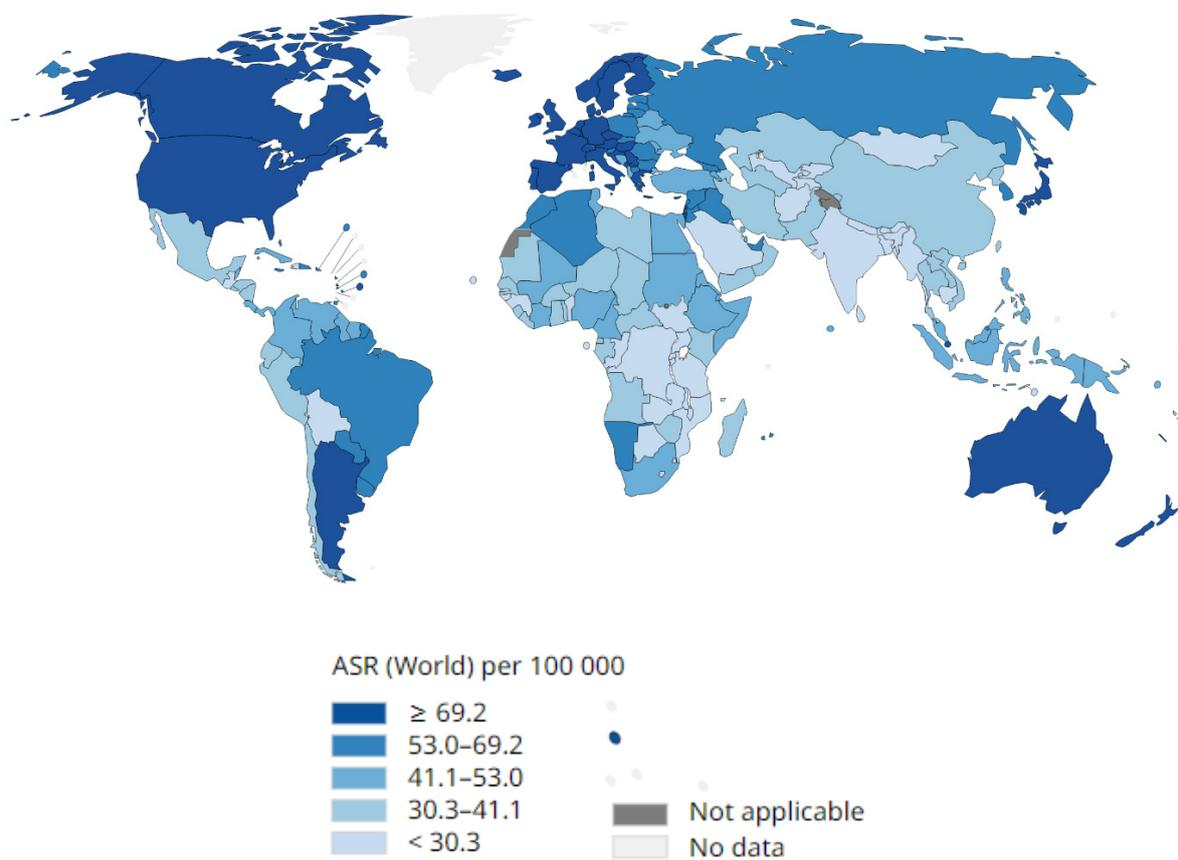 ASR (World) per 100 000
≥ 69.2
53.0–69.2
41.1–53.0
30.3–41.1
< 30.3
Not applicable
No data